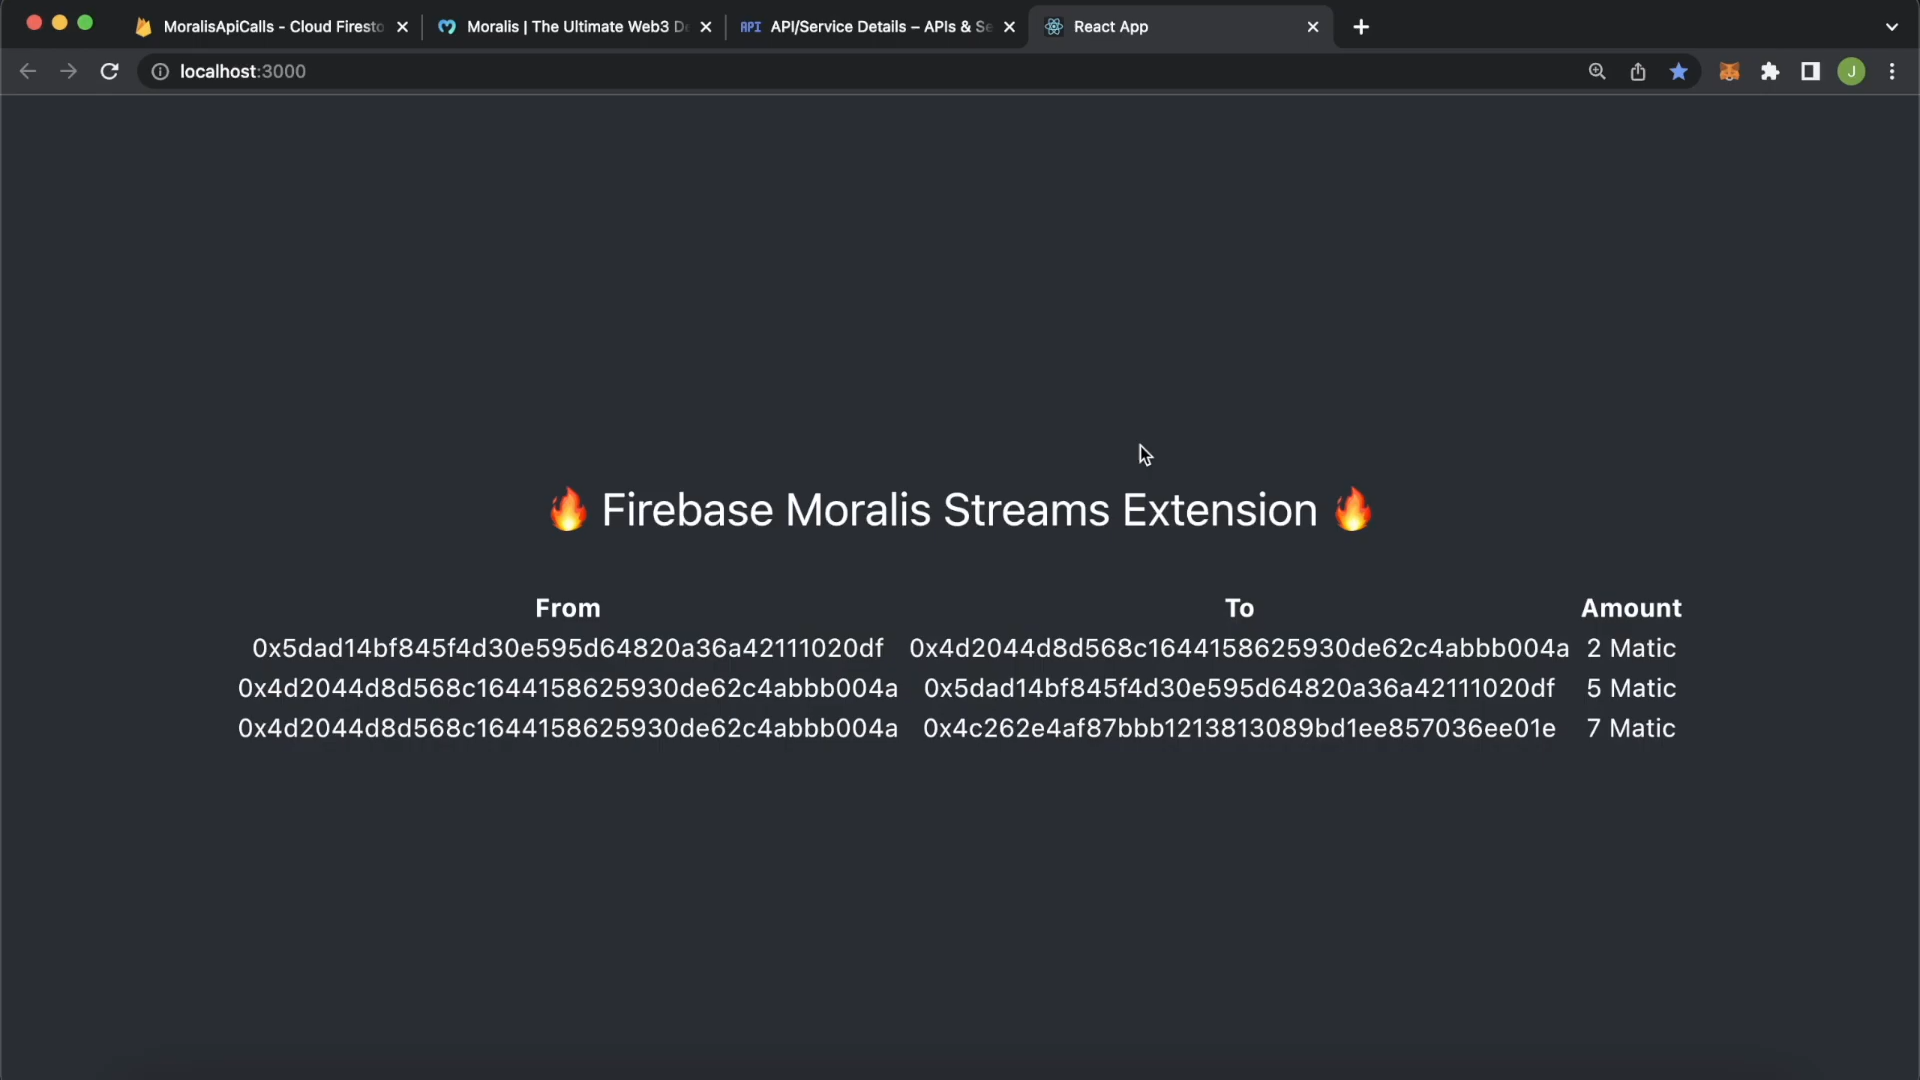 MoralisApiCalls - Cloud Firesto
Moralis | The Ultimate Web3 De
API API/Service Details – APIs & Se
React App
localhost:3000
J
🔥 Firebase Moralis Streams Extension 🔥
From To Amount
0x5dad14bf845f4d30e595d64820a36a42111020df 0x4d2044d8d568c1644158625930de62c4abbb004a 2 Matic
0x4d2044d8d568c1644158625930de62c4abbb004a 0x5dad14bf845f4d30e595d64820a36a42111020df 5 Matic
0x4d2044d8d568c1644158625930de62c4abbb004a 0x4c262e4af87bbb1213813089bd1ee857036ee01e 7 Matic